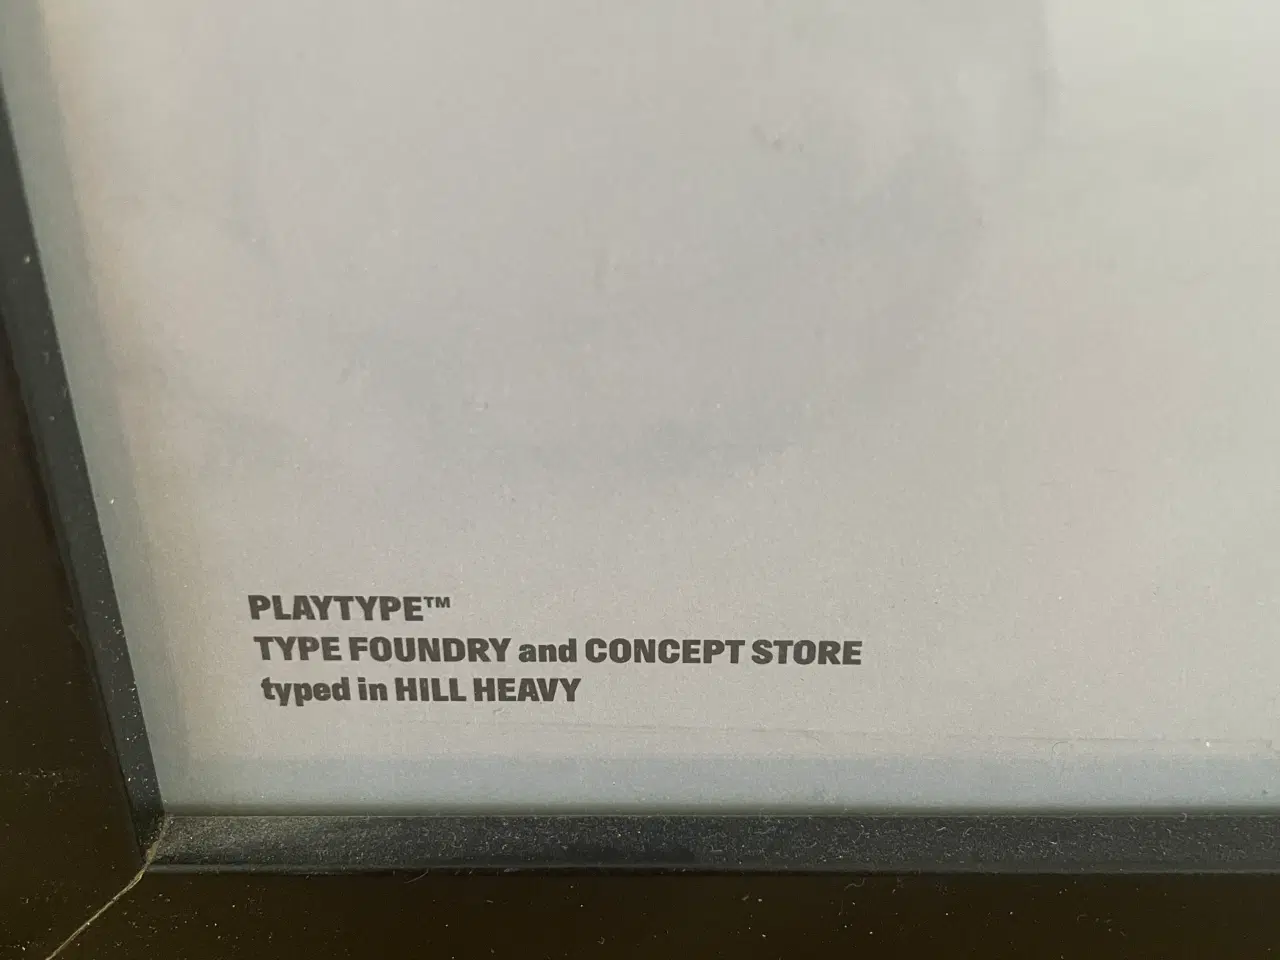 PLAYTYPE™
TYPE FOUNDRY and CONCEPT STORE
typed in HILL HEAVY